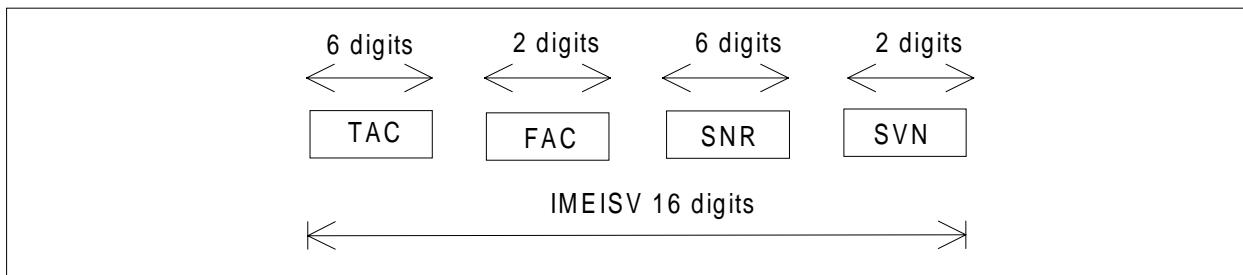 6 digits 2 digits 6 digits 2 digits
TAC FAC SNR SVN
IMEISV 16 digits